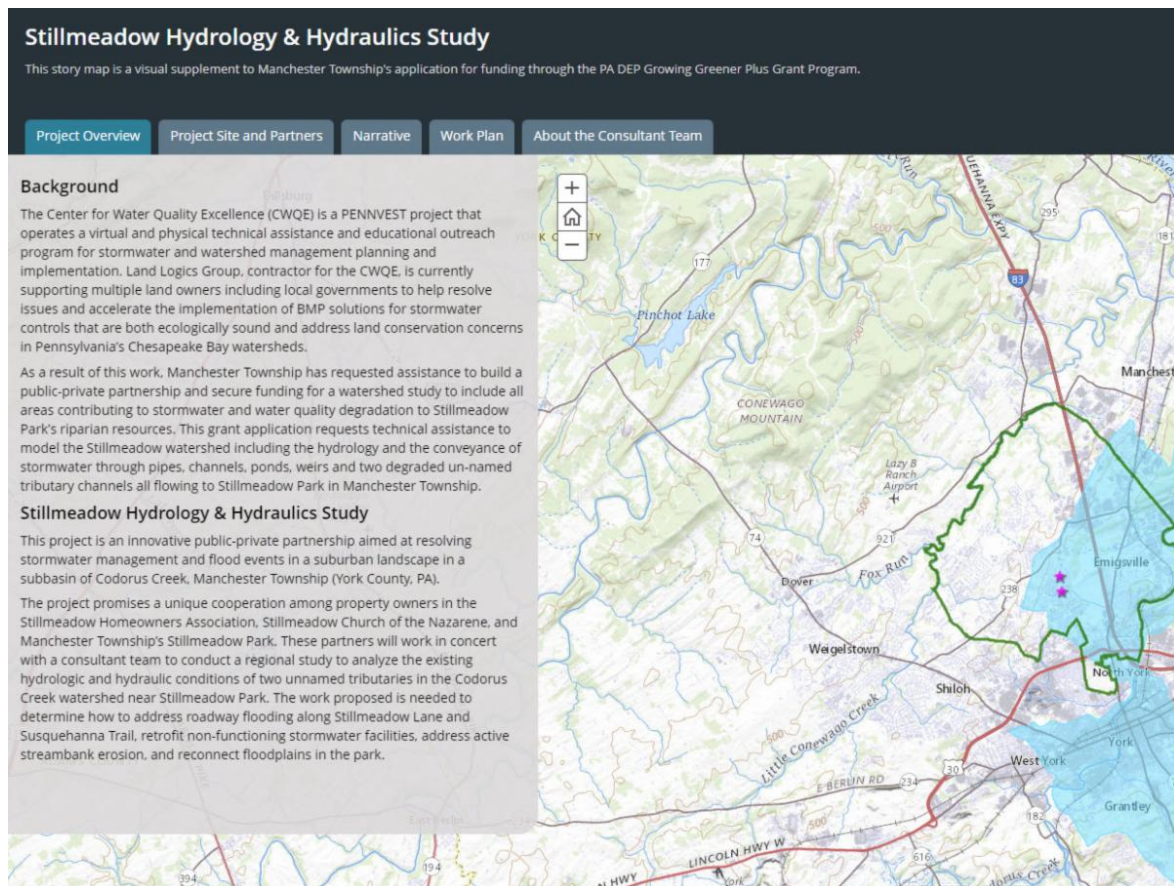 Stillmeadow Hydrology & Hydraulics Study
This story map is a visual supplement to Manchester Township's application for funding through the PA DEP Growing Greener Plus Grant Program.
Project Overview
Project Site and Partners
Narrative
Work Plan
About the Consultant Team
Background
The Center for Water Quality Excellence (CWQE) is a PENNVEST project that
operates a virtual and physical technical assistance and educational outreach
program for stormwater and watershed management planning and
implementation. Land Logics Group, contractor for the CWQE, is currently
supporting multiple land owners including local governments to help resolve
issues and accelerate the implementation of BMP solutions for stormwater
controls that are both ecologically sound and address land conservation concerns
in Pennsylvania's Chesapeake Bay watersheds.
As a result of this work, Manchester Township has requested assistance to build a
public-private partnership and secure funding for a watershed study to include all
areas contributing to stormwater and water quality degradation to Stillmeadow
Park's riparian resources. This grant application requests technical assistance to
model the Stillmeadow watershed including the hydrology and the conveyance of
stormwater through pipes, channels, ponds, weirs and two degraded un-named
tributary channels all flowing to Stillmeadow Park in Manchester Township.
Stillmeadow Hydrology & Hydraulics Study
This project is an innovative public-private partnership aimed at resolving
stormwater management and flood events in a suburban landscape in a
subbasin of Codorus Creek, Manchester Township (York County, PA).
The project promises a unique cooperation among property owners in the
Stillmeadow Homeowners Association, Stillmeadow Church of the Nazarene, and
Manchester Township's Stillmeadow Park. These partners will work in concert
with a consultant team to conduct a regional study to analyze the existing
hydrologic and hydraulic conditions of two unnamed tributaries in the Codorus
Creek watershed near Stillmeadow Park. The work proposed is needed to
determine how to address roadway flooding along Stillmeadow Lane and
Susquehanna Trail, retrofit non-functioning stormwater facilities, address active
streambank erosion, and reconnect floodplains in the park.
+
−
Run
River
UEHANNA EXPY
295
181
500
177
83
Pinchot Lake
500
Manchest
CONEWAGO
MOUNTAIN
Lazy B
Ranch
Airport
500
74
921
Fox Run
Dover
238
Emigsville
Weigelstown
North York
Shiloh
Little Conewago Creek
York
West York
30
E BERLIN RD
234
Grantley
500
182
LINCOLN HWY W
616
HWY
York
dorus Creek
194
394